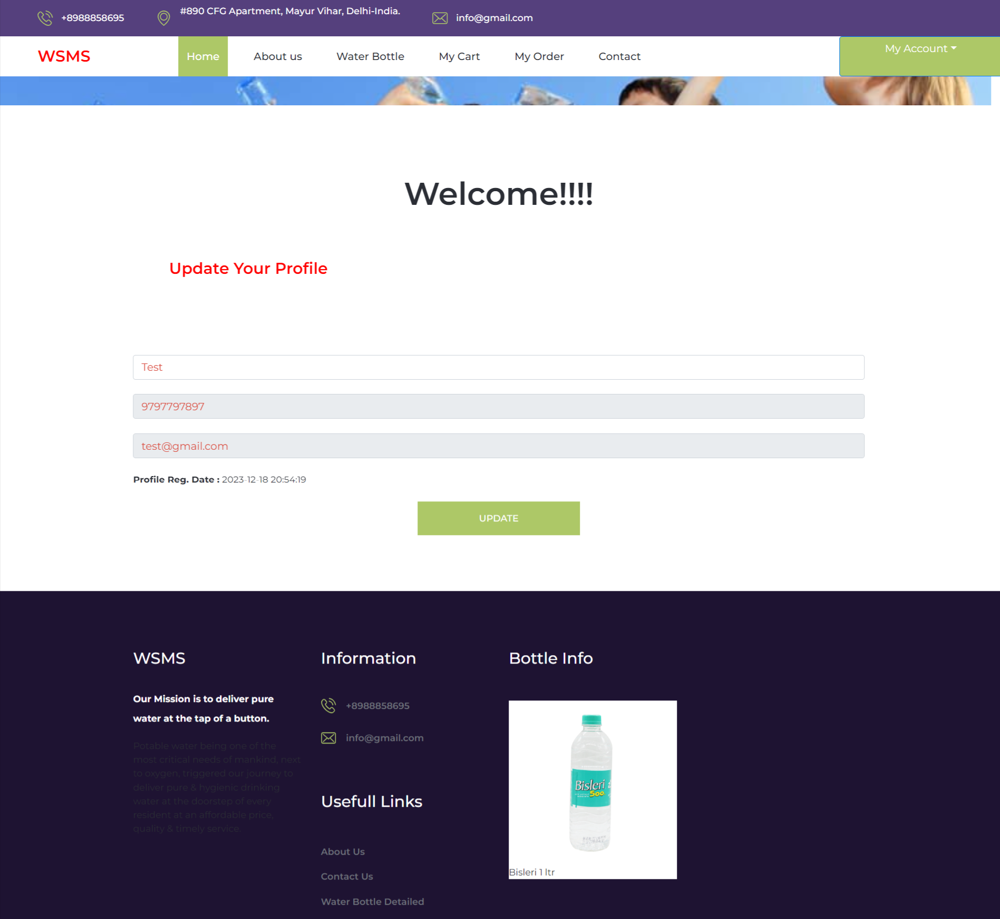 +8988858695
#890 CFG Apartment, Mayur Vihar, Delhi-India.
info@gmail.com
WSMS
Home
About us
Water Bottle
My Cart
My Order
Contact
My Account
Welcome!!!!
Update Your Profile
Test
9797797897
test@gmail.com
Profile Reg. Date : 2023-12-18 20:54:19
UPDATE
WSMS
Our Mission is to deliver pure
water at the tap of a button.
Potable water being one of the
most critical needs of mankind, next
to oxygen, triggered our journey to
deliver pure & hygienic drinking
water at the doorstep of every
resident at an affordable price,
quality & timely service.
Information
+8988858695
info@gmail.com
Usefull Links
About Us
Contact Us
Water Bottle Detailed
Bottle Info
Bisleri
500
Bisleri 1 ltr